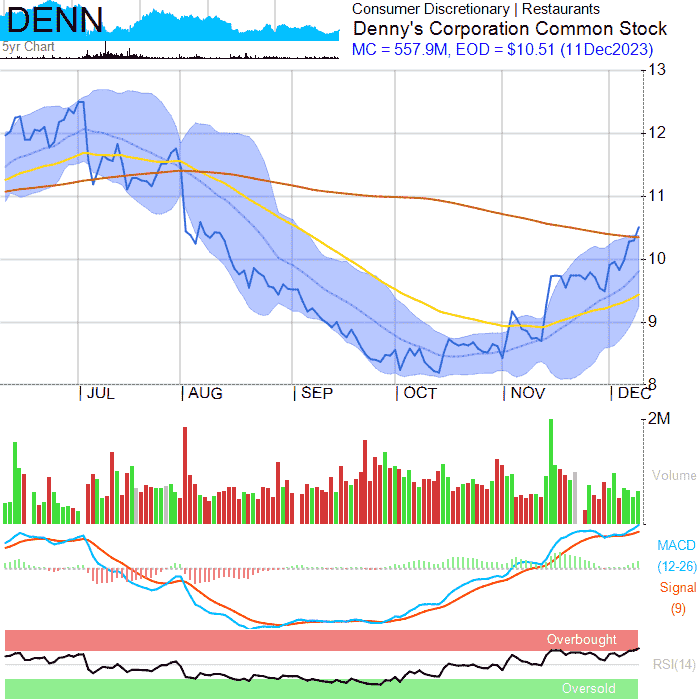 DENN
5yr Chart
Consumer Discretionary | Restaurants
Denny's Corporation Common Stock
MC = 557.9M, EOD = $10.51 (11Dec2023)
13
12
11
10
9
8
JUL
AUG
SEP
OCT
NOV
DEC
2M
Volume
MACD
(12-26)
Signal
(9)
Overbought
RSI(14)
Oversold